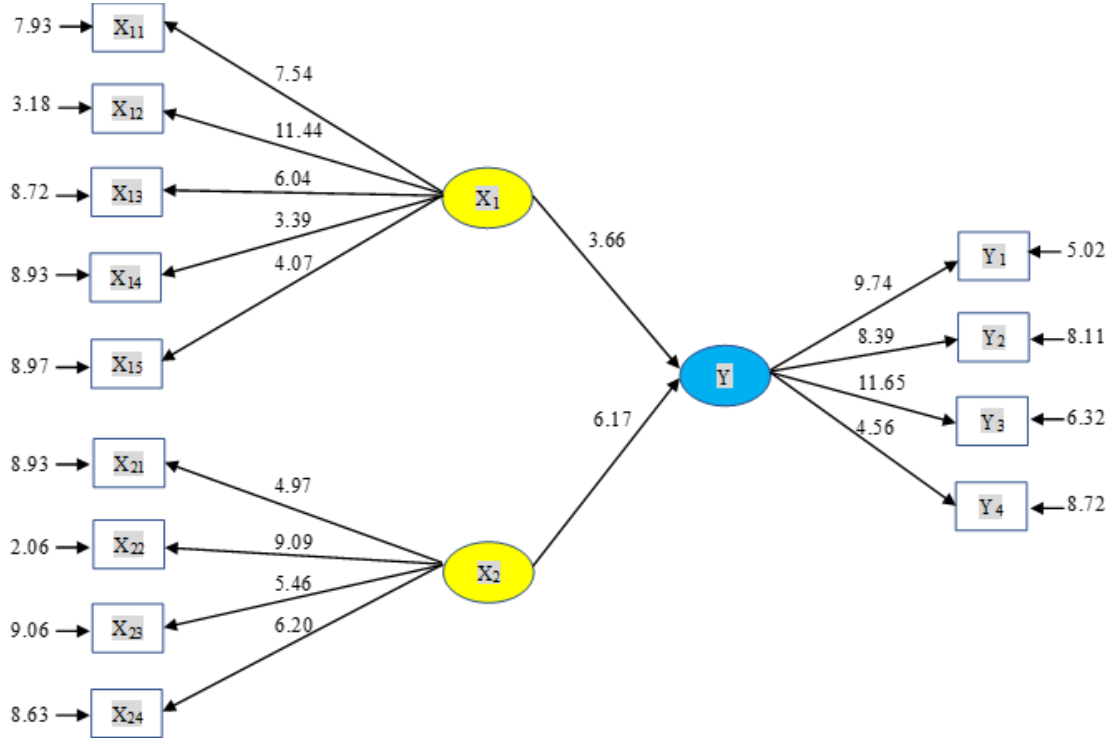 7.93 X11
7.54
3.18 X12
11.44
8.72 X13
6.04
X1
3.39
3.66
8.93 X14
4.07
8.97 X15
Y1 5.02
9.74
Y2 8.11
8.39
Y
11.65
Y3 6.32
4.56
6.17
8.93 X21
4.97
Y4 8.72
2.06 X22
9.09
X2
5.46
9.06 X23
6.20
8.63 X24